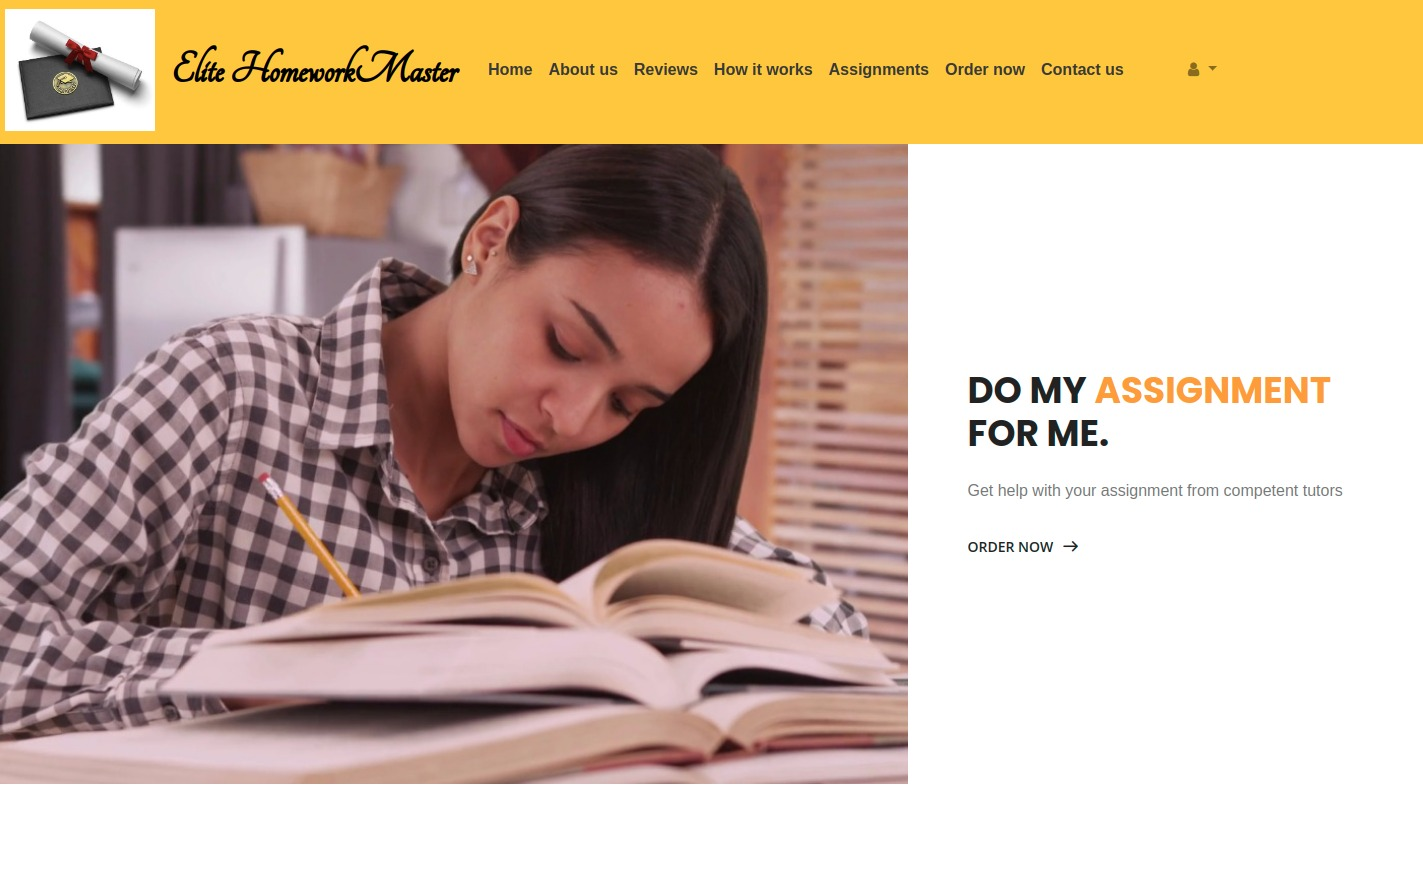 Elite HomeworkMaster
Home
About us
Reviews
How it works
Assignments
Order now
Contact us
DO MY ASSIGNMENT
FOR ME.
Get help with your assignment from competent tutors
ORDER NOW